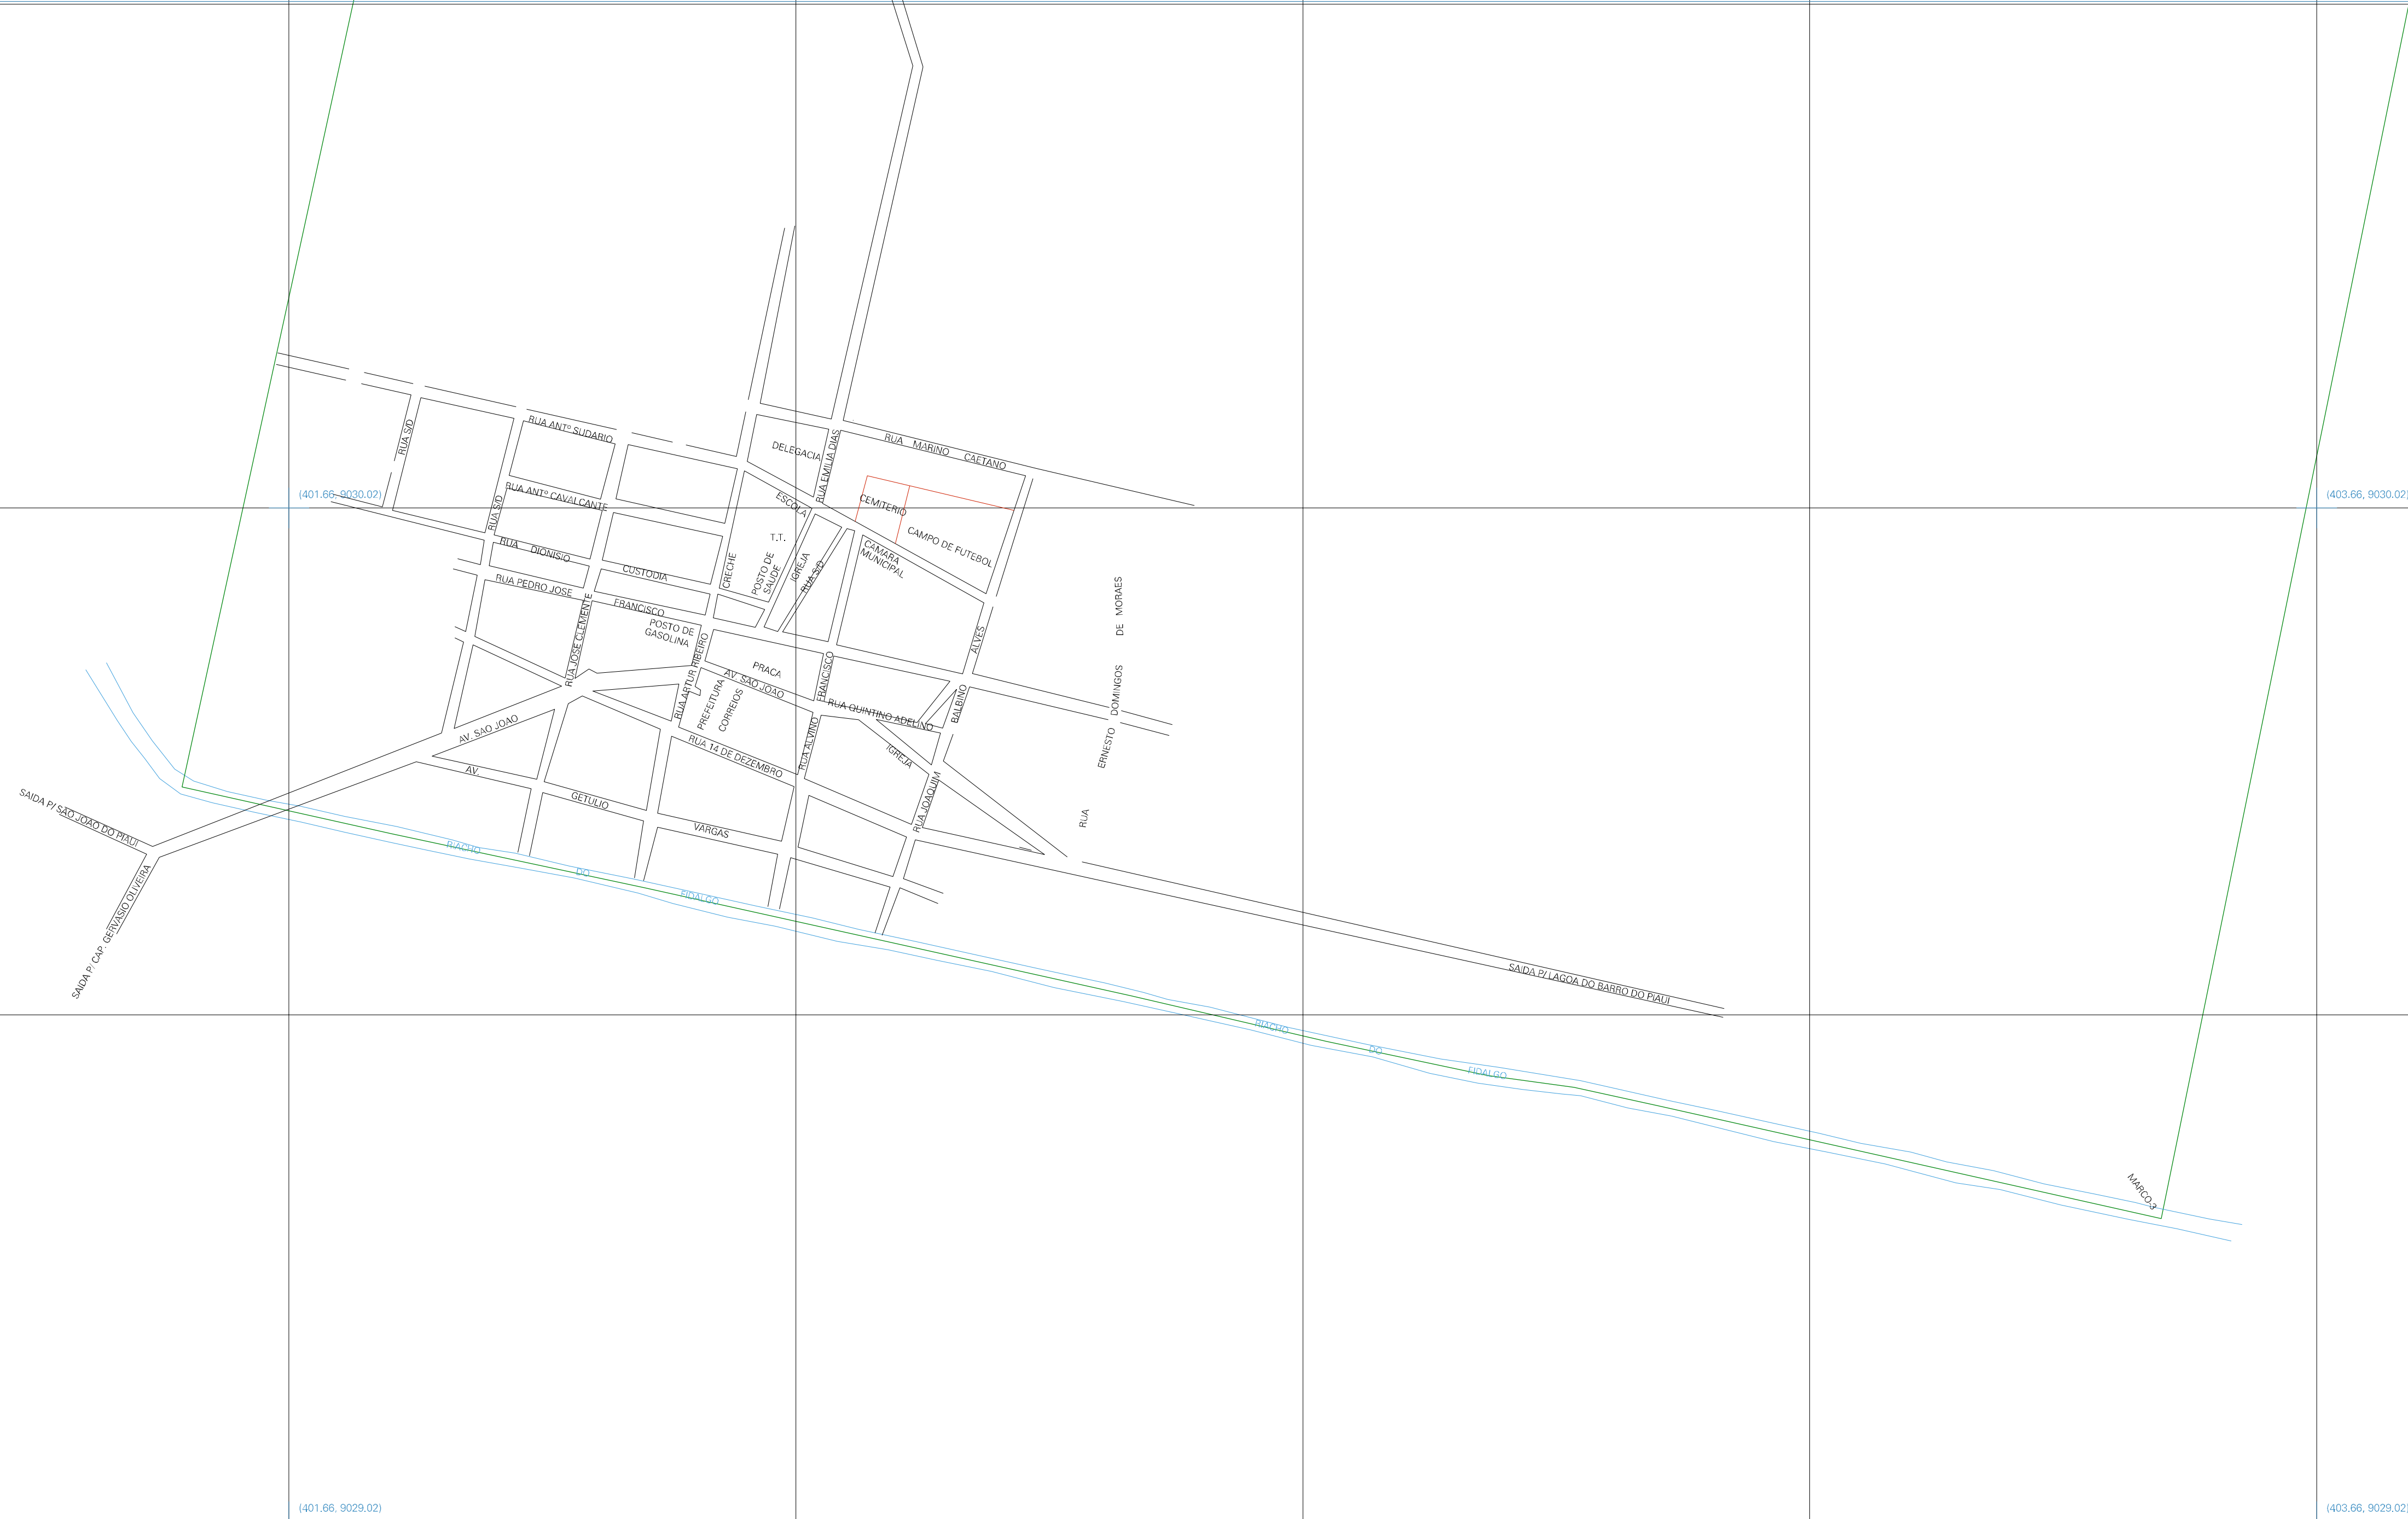 RUA ANTº SUDARIO
DELEGACIA
RUA EMILIA DIAS
RUA MARINO CAETANO
RUA S/D
(401.66, 9030.02)
(403.66, 9030.02)
RUA S/D
RUA ANTº CAVALCANTE
ESCOLA
CEMITERIO
CAMPO DE FUTEBOL
T.T.
CAMARA
MUNICIPAL
RUA DIONISIO CUSTODIA
CRECHE
POSTO DE
SAUDE
IGREJA
RUA S/D
RUA PEDRO JOSE FRANCISCO
RUA JOSE CLEMENTE
POSTO DE
GASOLINA
RUA ARTUR RIBEIRO
PRACA
AV. SAO JOAO
PREFEITURA
CORREIOS
RUA ALVINO FRANCISCO
RUA QUINTINO ADELINO
RUA JOAQUIM BALBINO ALVES
RUA ERNESTO DOMINGOS DE MORAES
AV. SAO JOAO
RUA 14 DE DEZEMBRO
IGREJA
AV. GETULIO VARGAS
SAIDA P/ SAO JOAO DO PIAUI
SAIDA P/ CAP. GERVASIO OLIVEIRA
RIACHO DO FIDALGO
SAIDA P/ LAGOA DO BARRO DO PIAUI
RIACHO DO FIDALGO
MARCO-3
(401.66, 9029.02)
(403.66, 9029.02)